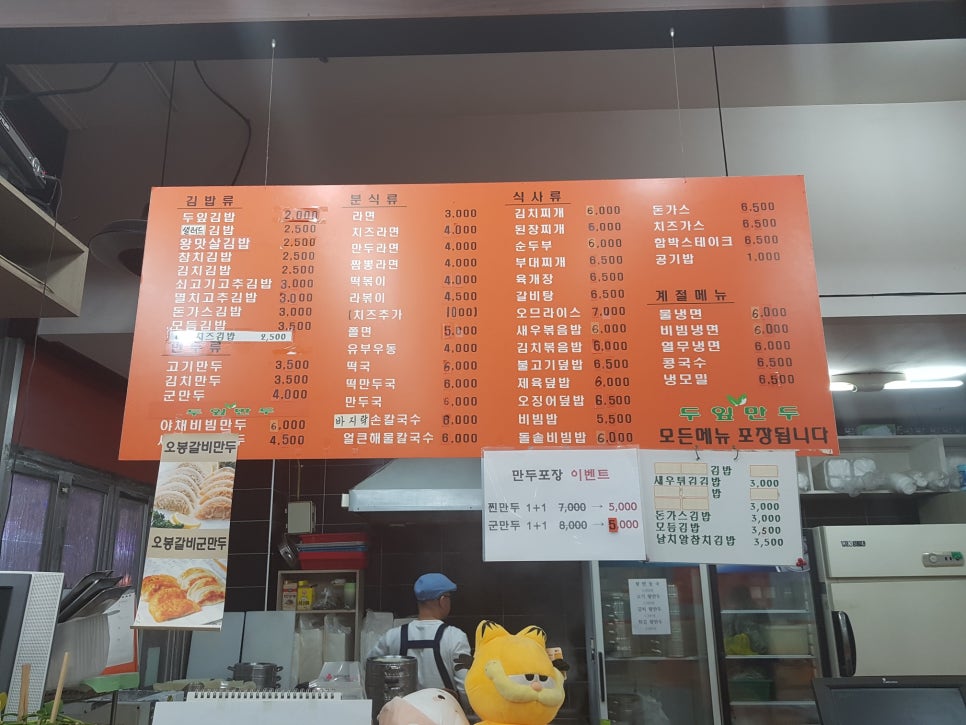 김밥류
두잎김밥 2,000
샐러드김밥 2,500
왕맛살김밥 2,500
참치김밥 2,500
김치김밥 2,500
쇠고기고추김밥 3,000
멸치고추김밥 3,000
돈가스김밥 3,000
모듬김밥 3,500
치즈김밥 2,500
고기만두 3,500
김치만두 3,500
군만두 4,000
두잎만두
야채비빔만두 6,000
4,500
분식류
라면 3,000
치즈라면 4,000
만두라면 4,000
짬뽕라면 4,000
떡볶이 4,000
라볶이 4,500
(치즈추가 1000)
쫄면 5,000
유부우동 4,000
떡국 6,000
떡만두국 6,000
만두국 6,000
바지락손칼국수 6,000
얼큰해물칼국수 6,000
식사류
김치찌개 6,000
된장찌개 6,000
순두부 6,000
부대찌개 6,500
육개장 6,500
갈비탕 6,500
오므라이스 7,000
새우볶음밥 6,000
김치볶음밥 6,000
불고기덮밥 6,500
제육덮밥 6,000
오징어덮밥 6,500
비빔밥 5,500
돌솥비빔밥 6,000
돈가스 6,500
치즈가스 6,500
함박스테이크 6,500
공기밥 1,000
계절메뉴
물냉면 6,000
비빔냉면 6,000
열무냉면 6,000
콩국수 6,500
냉모밀 6,500
두잎만두
모든메뉴 포장됩니다
오봉갈비만두
오봉갈비군만두
만두포장 이벤트
찐만두 1+1 7,000 → 5,000
군만두 1+1 8,000 → 5,000
김밥
새우튀김김밥 3,000
밥
3,000
돈가스김밥 3,000
모듬김밥 3,500
날치알참치김밥 3,500